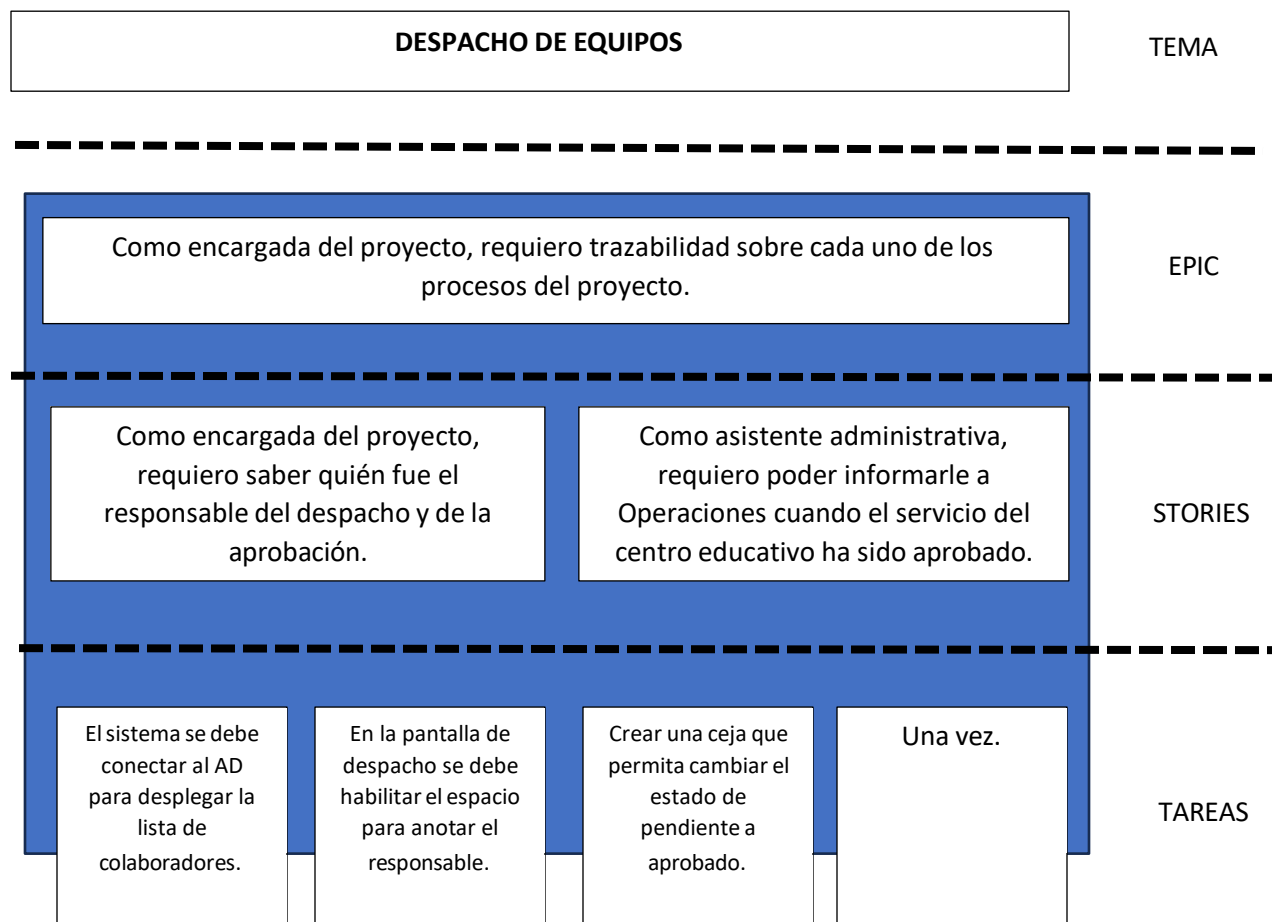 DESPACHO DE EQUIPOS
TEMA
Como encargada del proyecto, requiero trazabilidad sobre cada uno de los
procesos del proyecto.
EPIC
Como encargada del proyecto,
requiero saber quién fue el
responsable del despacho y de la
aprobación.
Como asistente administrativa,
requiero poder informarle a
Operaciones cuando el servicio del
centro educativo ha sido aprobado.
STORIES
El sistema se debe
conectar al AD
para desplegar la
lista de
colaboradores.
En la pantalla de
despacho se debe
habilitar el espacio
para anotar el
responsable.
Crear una ceja que
permita cambiar el
estado de
pendiente a
aprobado.
Una vez.
TAREAS